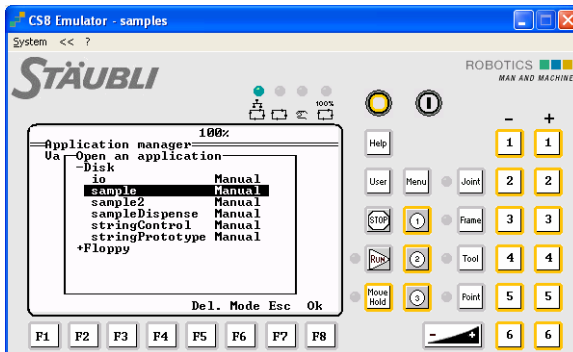 CS8 Emulator - samples
System << ?
STÄUBLI
ROBOTICS
MAN AND MACHINE
100%
100%
Application manager
Va
Open an application
-Disk
io Manual
sample Manual
sample2 Manual
sampleDispense Manual
stringControl Manual
stringPrototype Manual
+Floppy
Del. Mode Esc Ok
F1 F2 F3 F4 F5 F6 F7 F8
- +
Help 1 1
User Menu Joint 2 2
STOP 1 Frame 3 3
RUN 2 Tool 4 4
Move Hold 3 Point 5 5
- + 6 6